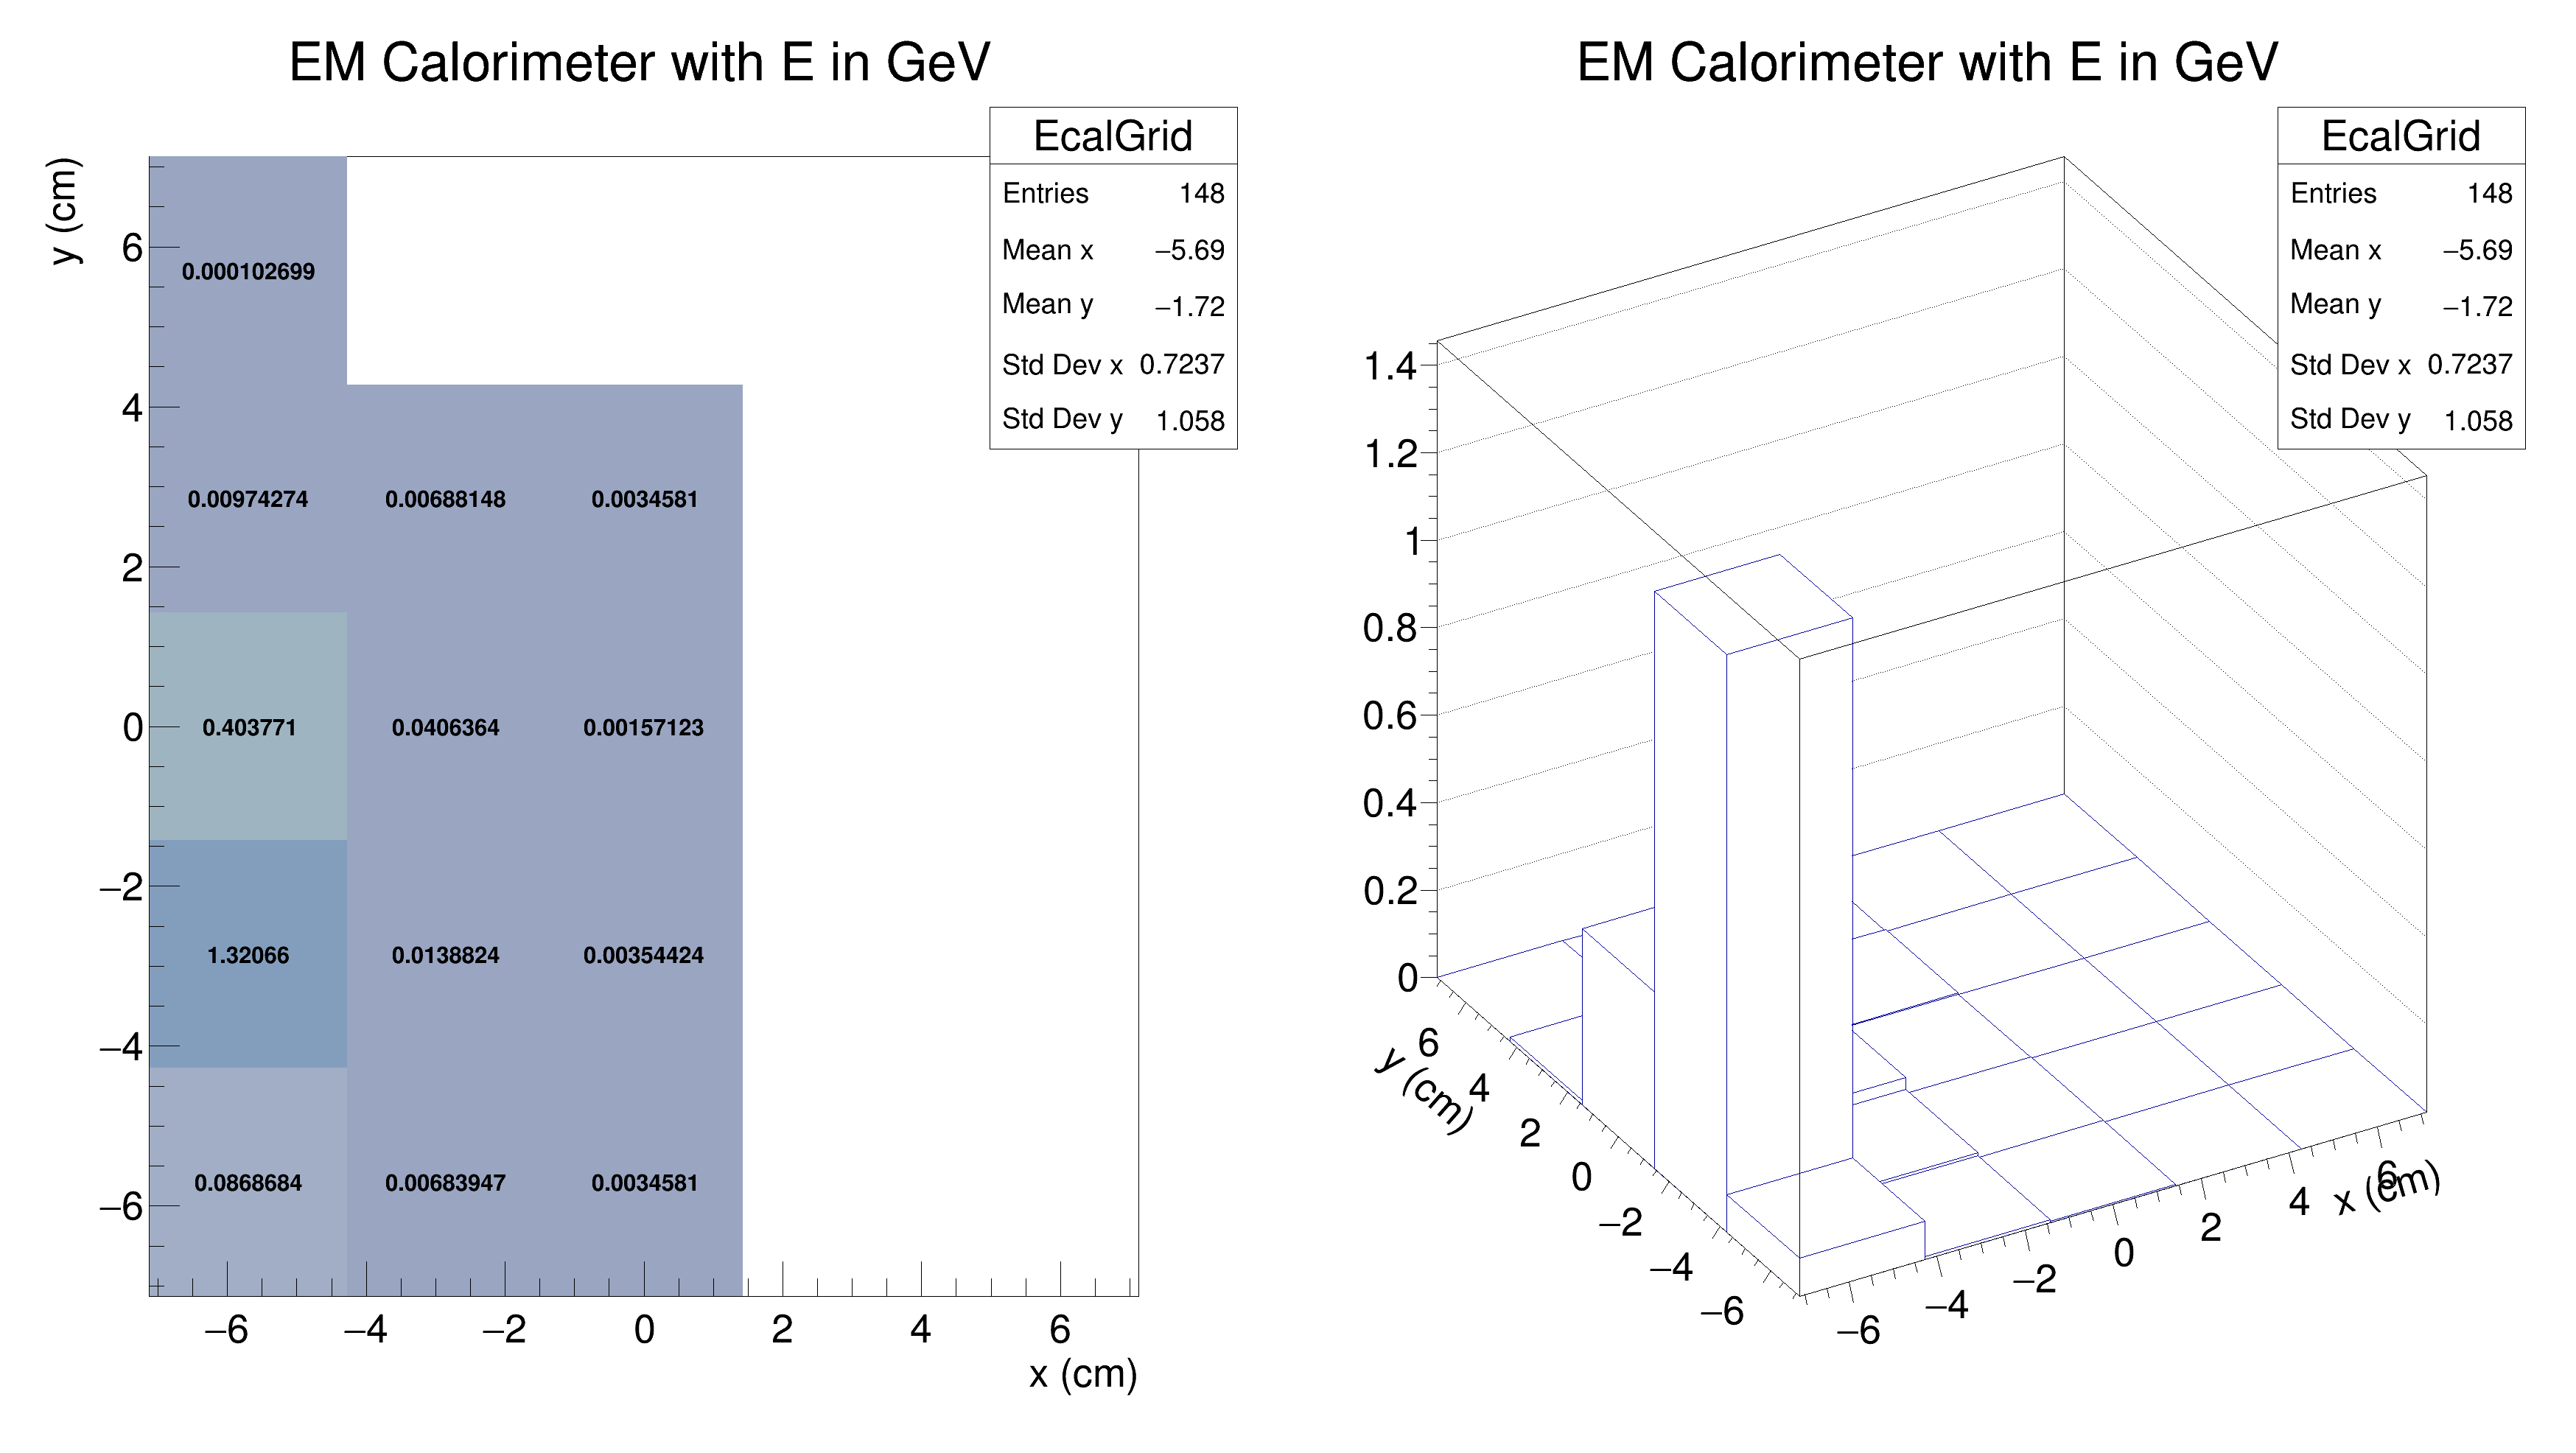 EM Calorimeter with E in GeV
EcalGrid
Entries 148
Mean x −5.69
Mean y −1.72
Std Dev x 0.7237
Std Dev y 1.058
y (cm)
6
4
2
0
−2
−4
−6
0.000102699
0.00974274 0.00688148 0.0034581
0.403771 0.0406364 0.00157123
1.32066 0.0138824 0.00354424
0.0868684 0.00683947 0.0034581
−6 −4 −2 0 2 4 6
x (cm)
EM Calorimeter with E in GeV
EcalGrid
Entries 148
Mean x −5.69
Mean y −1.72
Std Dev x 0.7237
Std Dev y 1.058
1.4
1.2
1
0.8
0.6
0.4
0.2
0
y (cm)
6
4
2
0
−2
−4
−6
−6 −4 −2 0 2 4 6
x (cm)